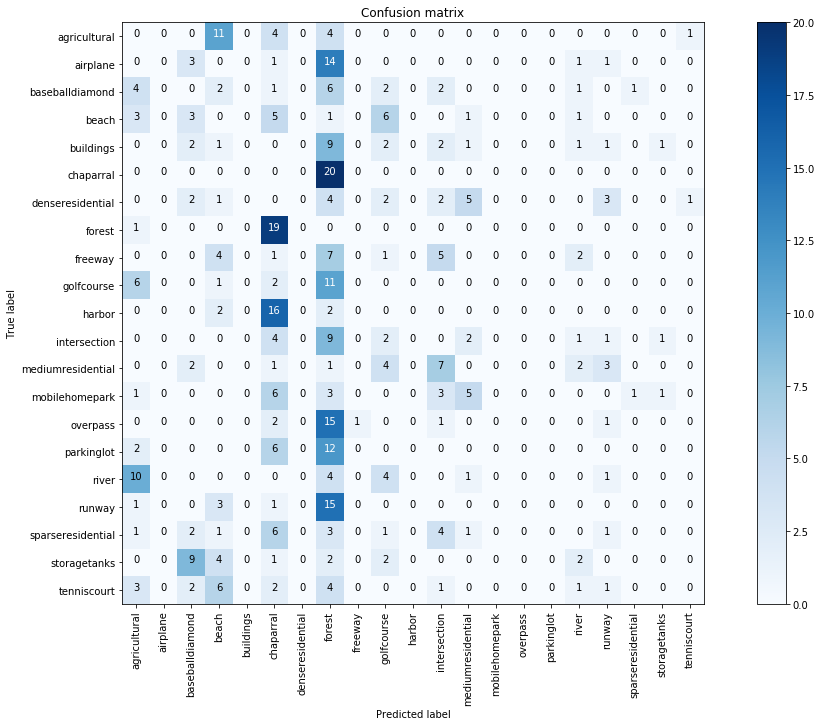 Confusion matrix
True label
agricultural 0 0 0 11 0 4 0 4 0 0 0 0 0 0 0 0 0 0 0 0 1
airplane 0 0 3 0 0 1 0 14 0 0 0 0 0 0 0 0 1 1 0 0 0
baseballdiamond 4 0 0 2 0 1 0 6 0 2 0 2 0 0 0 0 1 0 1 0 0
beach 3 0 3 0 0 5 0 1 0 6 0 0 1 0 0 0 1 0 0 0 0
buildings 0 0 2 1 0 0 0 9 0 2 0 2 1 0 0 0 1 1 0 1 0
chaparral 0 0 0 0 0 0 0 20 0 0 0 0 0 0 0 0 0 0 0 0 0
denseresidential 0 0 2 1 0 0 0 4 0 2 0 2 5 0 0 0 0 3 0 0 1
forest 1 0 0 0 0 19 0 0 0 0 0 0 0 0 0 0 0 0 0 0 0
freeway 0 0 0 4 0 1 0 7 0 1 0 5 0 0 0 0 2 0 0 0 0
golfcourse 6 0 0 1 0 2 0 11 0 0 0 0 0 0 0 0 0 0 0 0 0
harbor 0 0 0 2 0 16 0 2 0 0 0 0 0 0 0 0 0 0 0 0 0
intersection 0 0 0 0 0 4 0 9 0 2 0 0 2 0 0 0 1 1 0 1 0
mediumresidential 0 0 2 0 0 1 0 1 0 4 0 7 0 0 0 0 2 3 0 0 0
mobilehomepark 1 0 0 0 0 6 0 3 0 0 0 3 5 0 0 0 0 0 1 1 0
overpass 0 0 0 0 0 2 0 15 1 0 0 1 0 0 0 0 0 1 0 0 0
parkinglot 2 0 0 0 0 6 0 12 0 0 0 0 0 0 0 0 0 0 0 0 0
river 10 0 0 0 0 0 0 4 0 4 0 0 1 0 0 0 0 1 0 0 0
runway 1 0 0 3 0 1 0 15 0 0 0 0 0 0 0 0 0 0 0 0 0
sparseresidential 1 0 2 1 0 6 0 3 0 1 0 4 1 0 0 0 0 1 0 0 0
storagetanks 0 0 9 4 0 1 0 2 0 2 0 0 0 0 0 0 2 0 0 0 0
tenniscourt 3 0 2 6 0 2 0 4 0 0 0 1 0 0 0 0 1 1 0 0 0
agricultural
airplane
baseballdiamond
beach
buildings
chaparral
denseresidential
forest
freeway
golfcourse
harbor
intersection
mediumresidential
mobilehomepark
overpass
parkinglot
river
runway
sparseresidential
storagetanks
tenniscourt
Predicted label
20.0
17.5
15.0
12.5
10.0
7.5
5.0
2.5
0.0